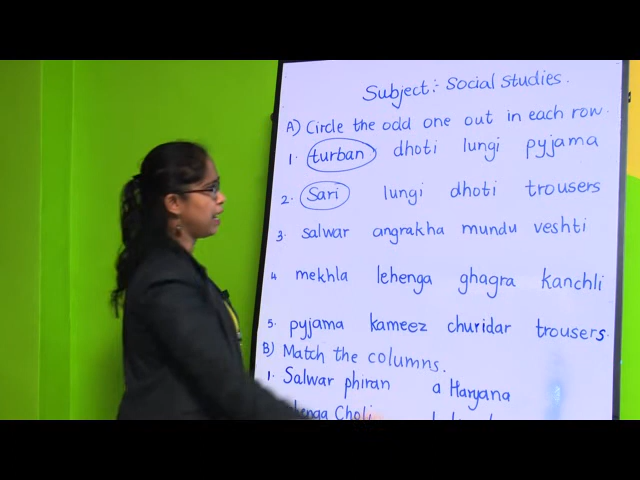 Subject:- Social Studies.
A) Circle the odd one out in each row.
1. turban dhoti lungi pyjama
2. Sari lungi dhoti trousers
3. salwar angrakha mundu veshti
4 mekhla lehenga ghagra kanchli
5. pyjama kameez churidar trousers.
B) Match the columns.
1. Salwar phiran a Haryana
Choli